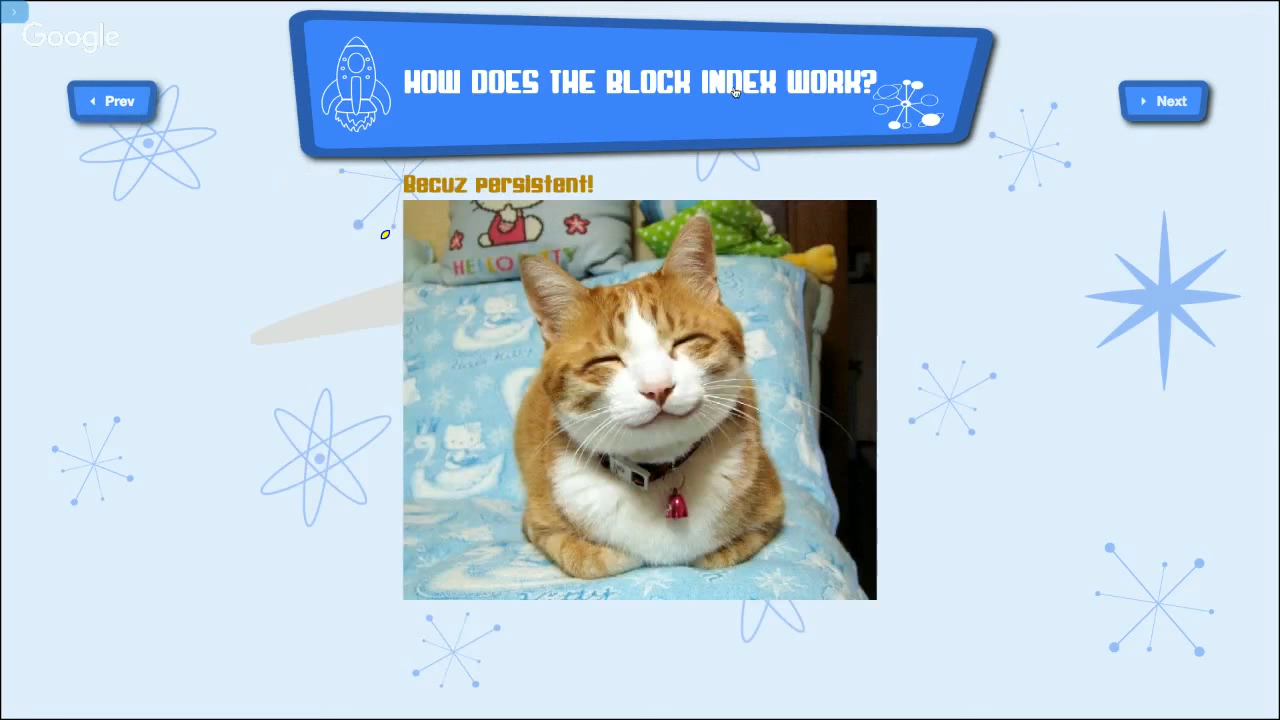 Google
HOW DOES THE BLOCK INDEX WORK?
Prev
Next
Becuz persistent!
HELLO KITTY